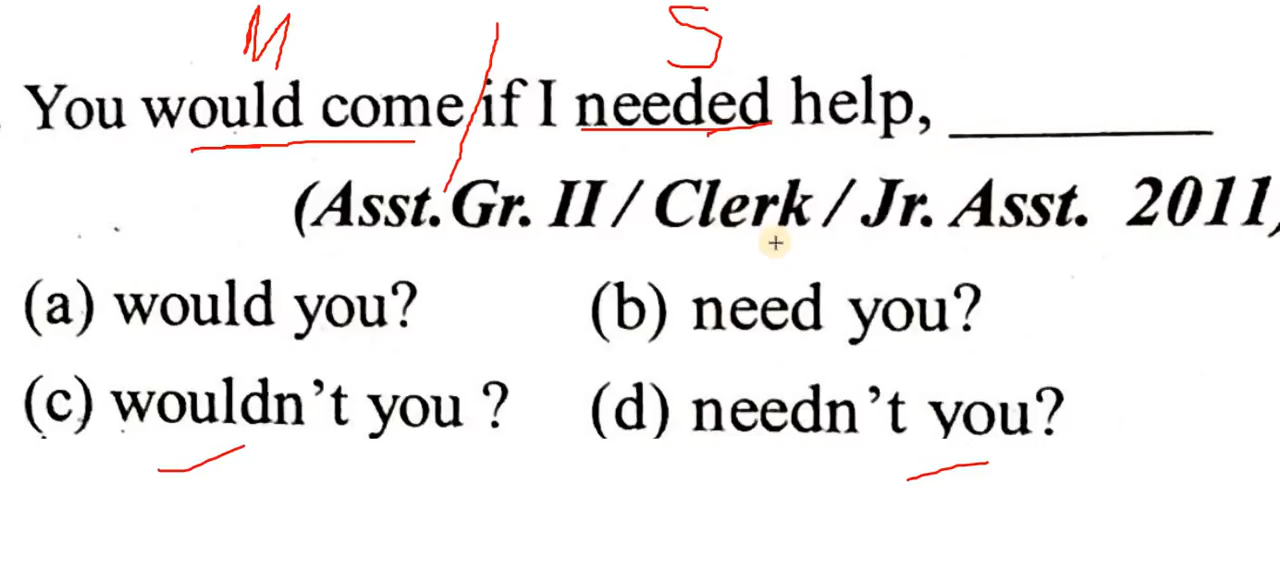 M S
You would come if I needed help, __________
(Asst. Gr. II / Clerk / Jr. Asst. 2011)
(a) would you? (b) need you?
(c) wouldn't you ? (d) needn't you?